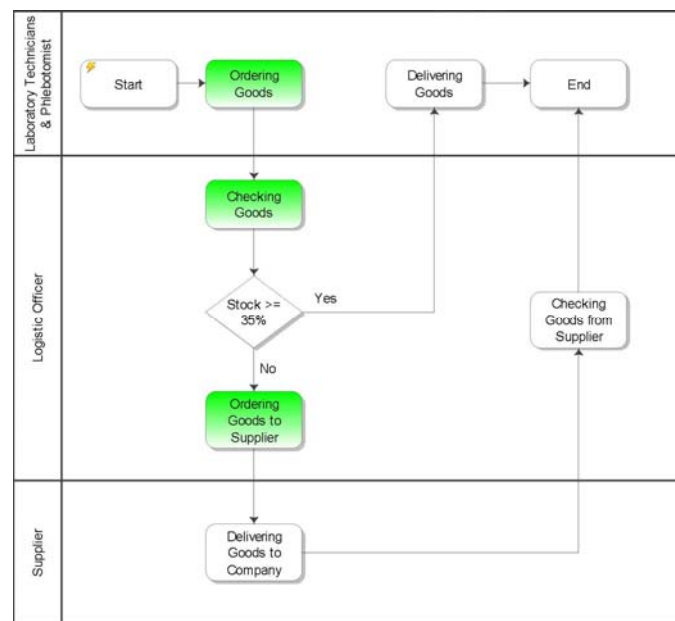 Laboratory Technicians
& Phlebotomist
Start
Ordering
Goods
Delivering
Goods
End
Logistic Officer
Checking
Goods
Stock >=
35%
Yes
No
Checking
Goods from
Supplier
Ordering
Goods to
Supplier
Supplier
Delivering
Goods to
Company